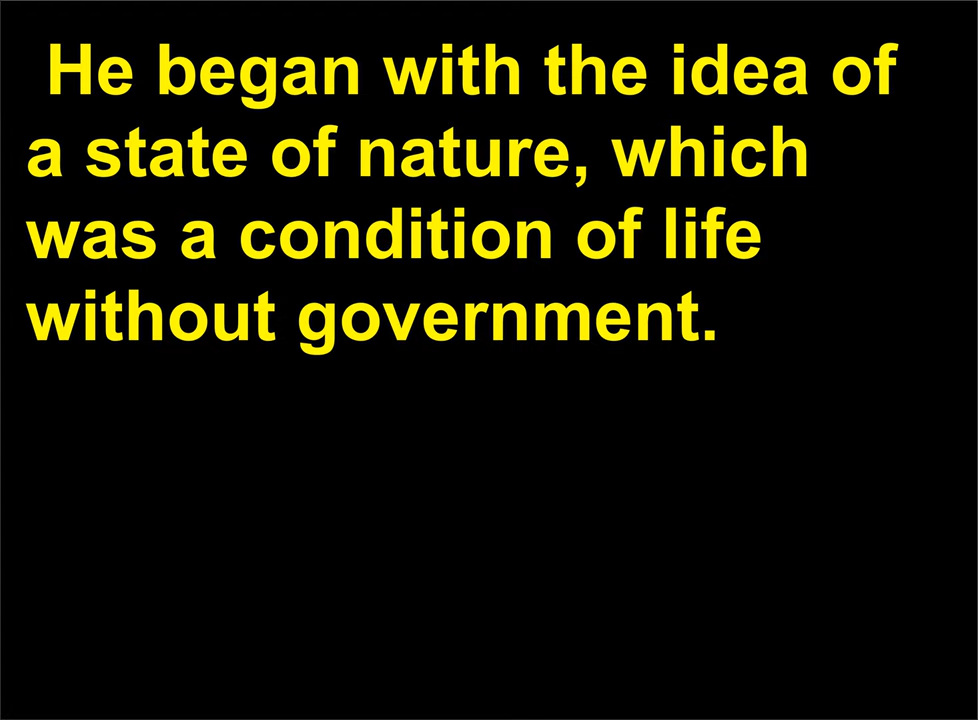 He began with the idea of
a state of nature, which
was a condition of life
without government.